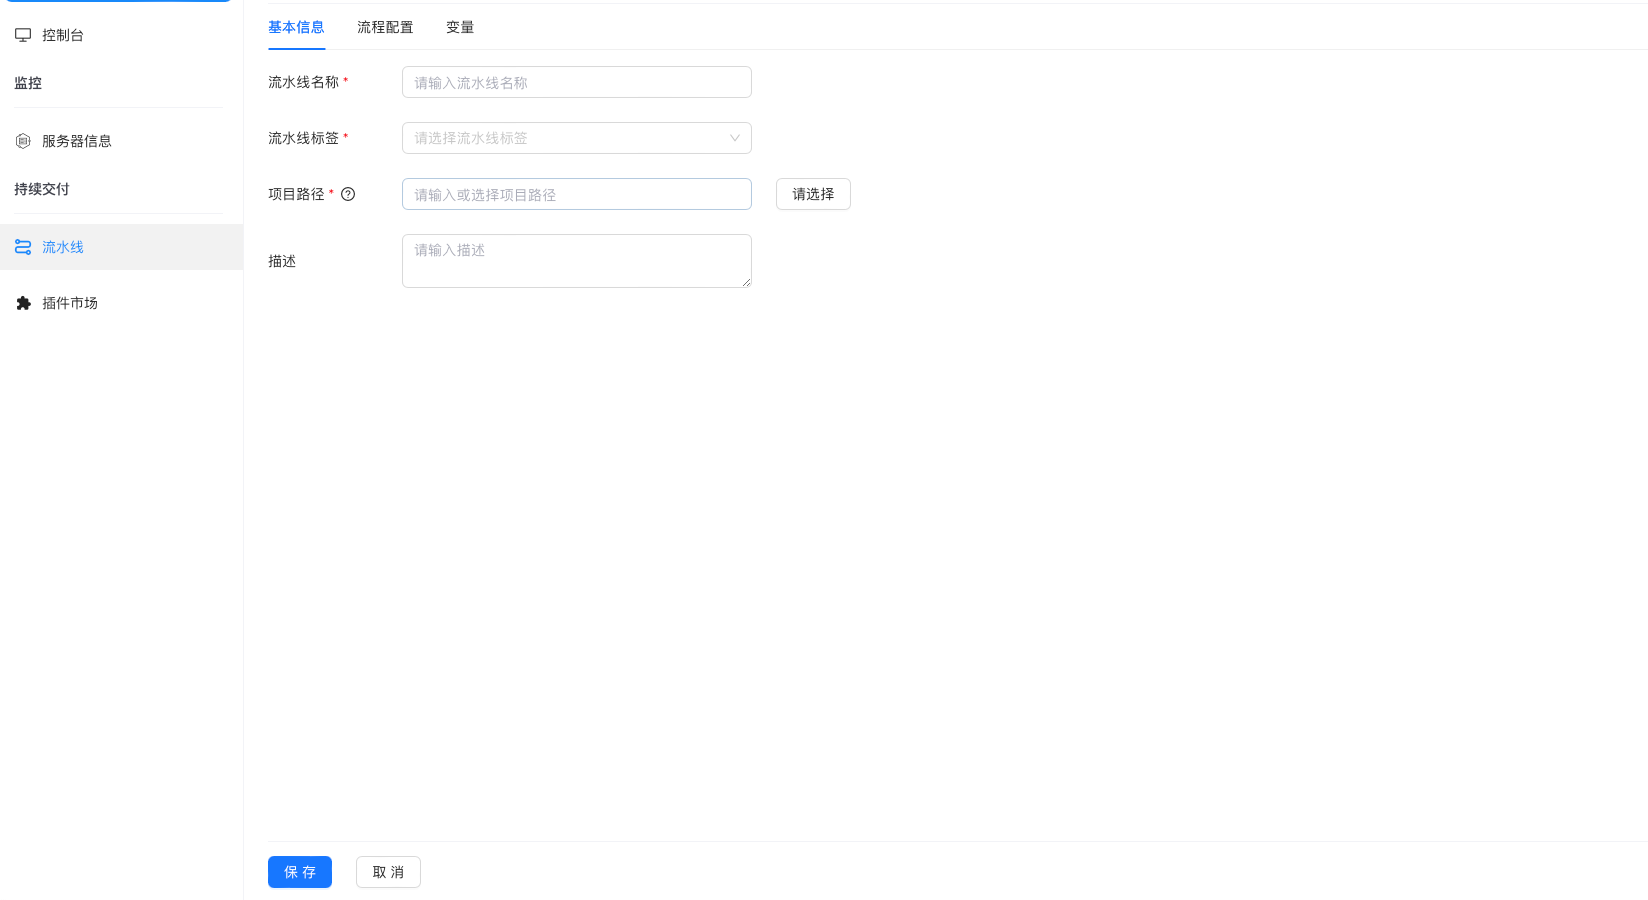 控制台
监控
服务器信息
持续交付
流水线
插件市场
基本信息 流程配置 变量
流水线名称 * 请输入流水线名称
流水线标签 * 请选择流水线标签
项目路径 * 请输入或选择项目路径 请选择
描述 请输入描述
保 存 取 消